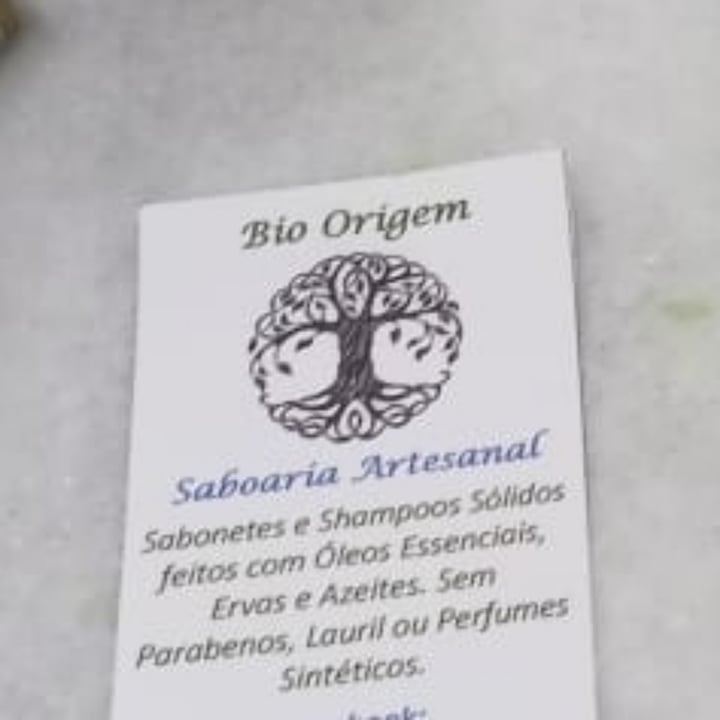 Bio Origem
Saboaria Artesanal
Sabonetes e Shampoos Sólidos
feitos com Óleos Essenciais,
Ervas e Azeites. Sem
Parabenos, Lauril ou Perfumes
Sintéticos.